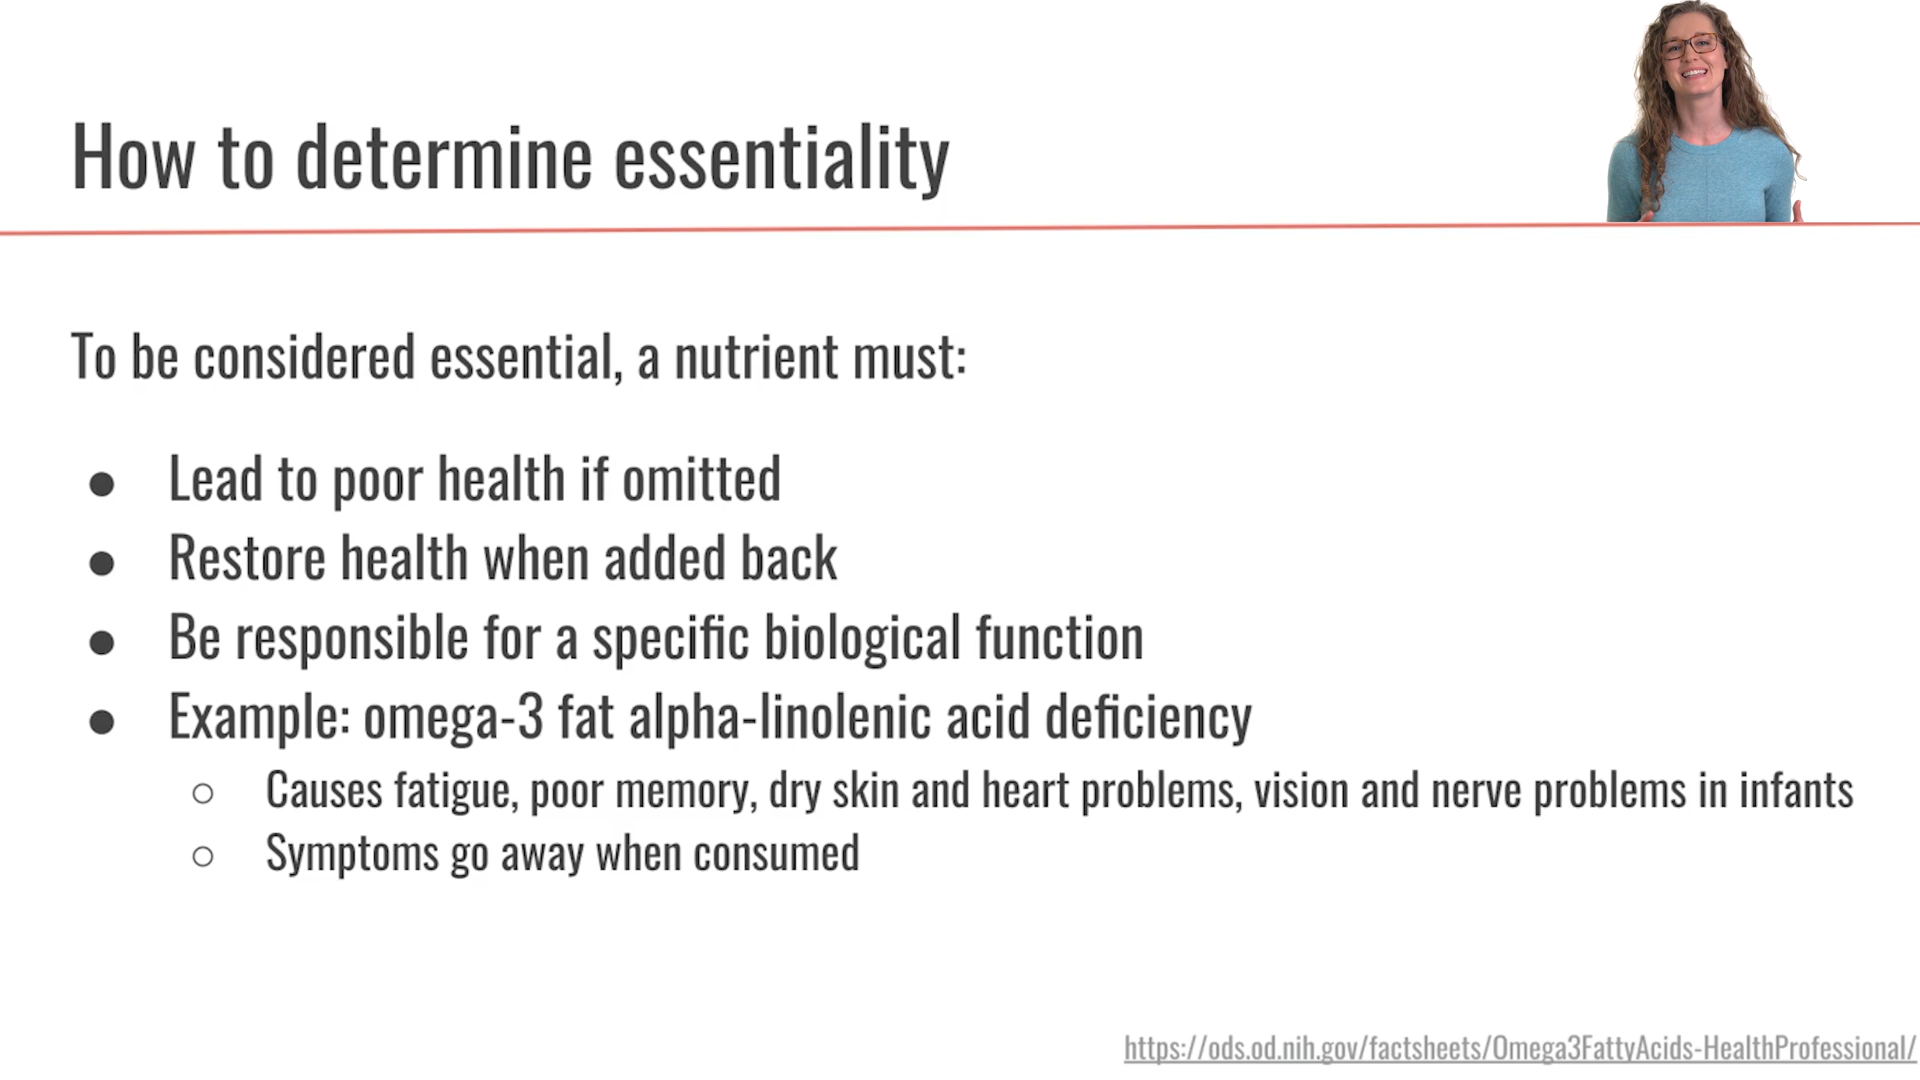 How to determine essentiality
To be considered essential, a nutrient must:
● Lead to poor health if omitted
● Restore health when added back
● Be responsible for a specific biological function
● Example: omega-3 fat alpha-linolenic acid deficiency
○ Causes fatigue, poor memory, dry skin and heart problems, vision and nerve problems in infants
○ Symptoms go away when consumed
https://ods.od.nih.gov/factsheets/Omega3FattyAcids-HealthProfessional/